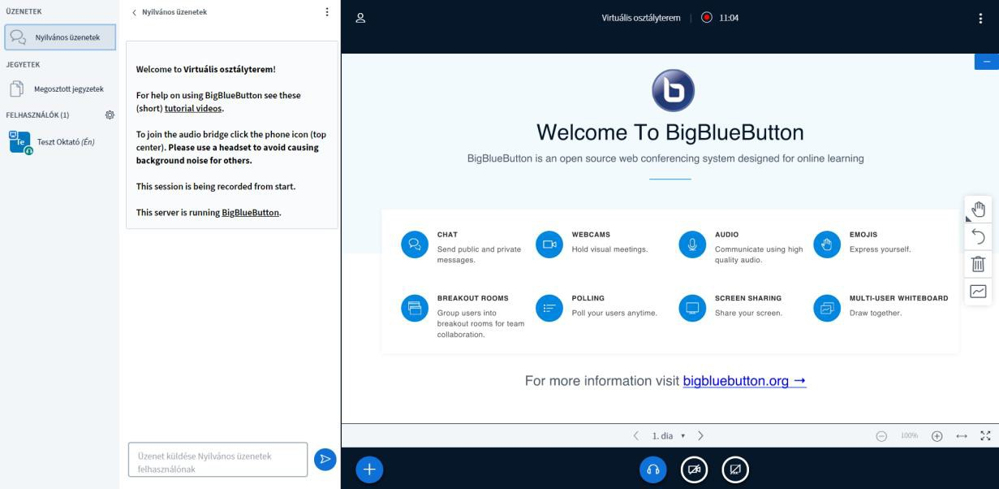 ÜZENETEK
Nyilvános üzenetek
JEGYETEK
Megosztott jegyzetek
FELHASZNÁLÓK (1)
Te
Teszt Oktató (Én)
Nyilvános üzenetek
Welcome to Virtuális osztályterem!
For help on using BigBlueButton see these
(short) tutorial videos.
To join the audio bridge click the phone icon (top
center). Please use a headset to avoid causing
background noise for others.
This session is being recorded from start.
This server is running BigBlueButton.
Üzenet küldése Nyilvános üzenetek
felhasználónak
Virtuális osztályterem
11:04
b
Welcome To BigBlueButton
BigBlueButton is an open source web conferencing system designed for online learning
CHAT
Send public and private
messages.
WEBCAMS
Hold visual meetings.
AUDIO
Communicate using high
quality audio.
EMOJIS
Express yourself.
BREAKOUT ROOMS
Group users into
breakout rooms for team
collaboration.
POLLING
Poll your users anytime.
SCREEN SHARING
Share your screen.
MULTI-USER WHITEBOARD
Draw together.
For more information visit bigbluebutton.org →
1. dia
100%